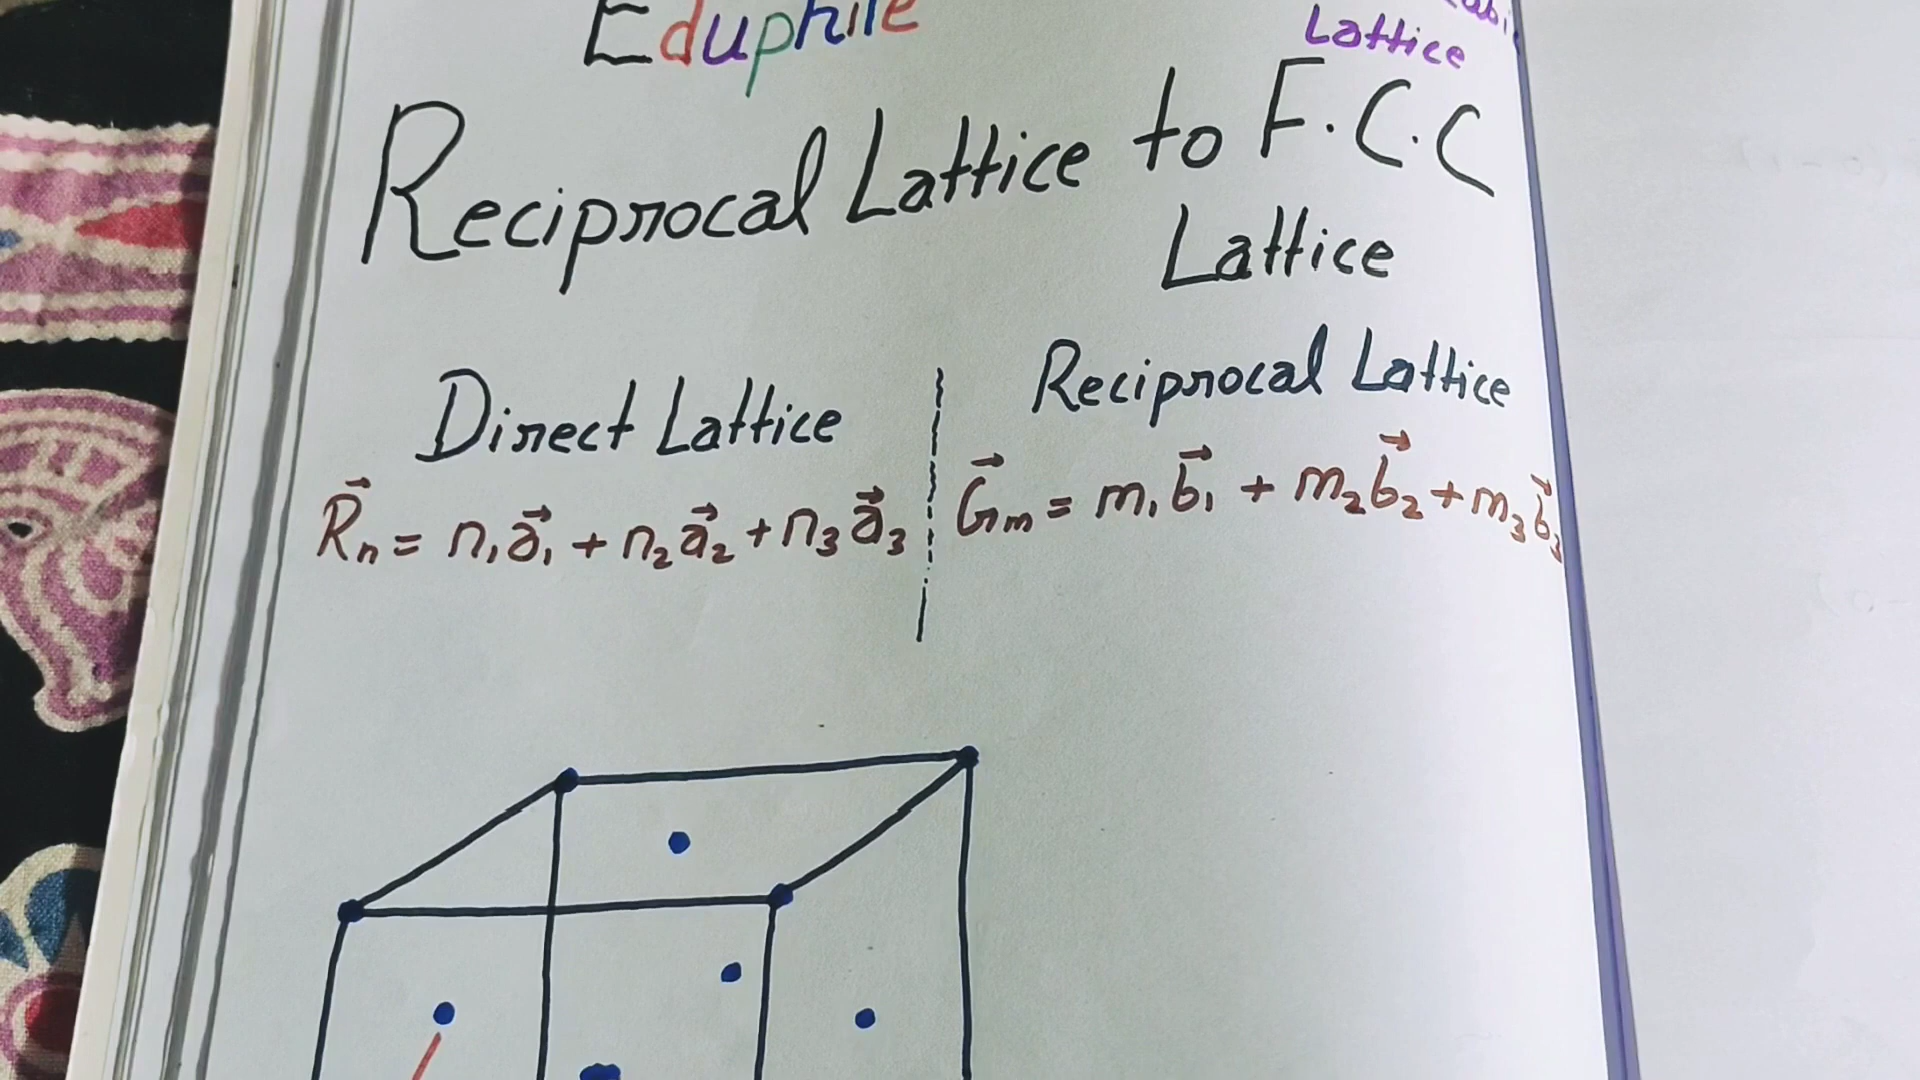 Eduphile
Lattice
Reciprocal Lattice to F.C.C
Lattice
Direct Lattice
Reciprocal Lattice
R⃗n = n₁a⃗₁ + n₂a⃗₂ + n₃a⃗₃
G⃗m = m₁b⃗₁ + m₂b⃗₂ + m₃b⃗₃